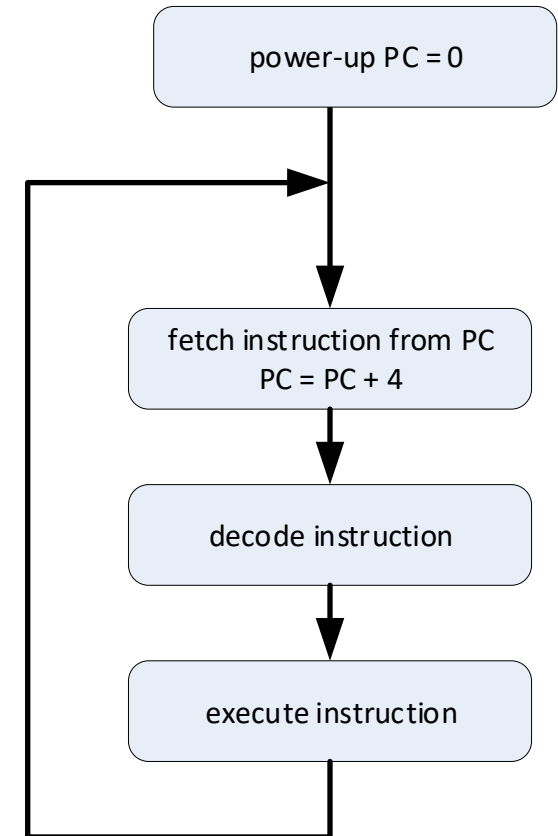 power-up PC = 0
fetch instruction from PC
PC = PC + 4
decode instruction
execute instruction